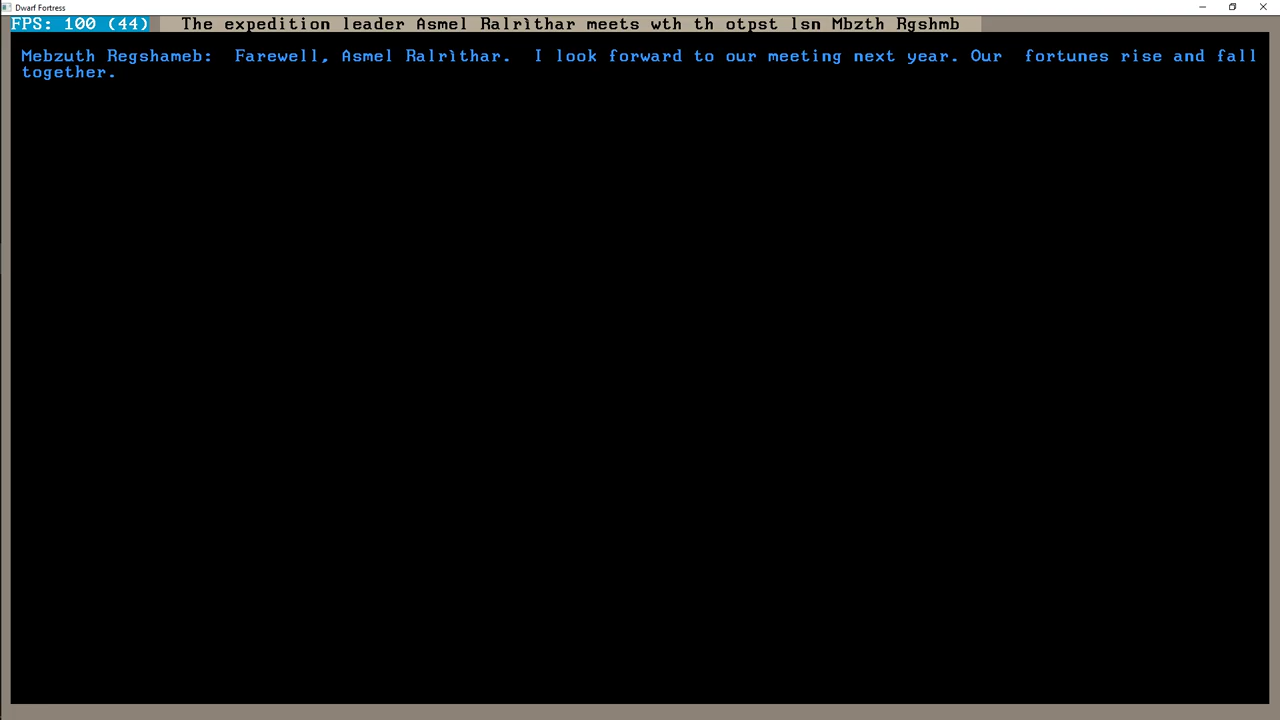 Dwarf Fortress
FPS: 100 (44) The expedition leader Asmel Ralrìthar meets wth th otpst lsn Mbzth Rgshmb
Mebzuth Regshameb: Farewell, Asmel Ralrìthar. I look forward to our meeting next year. Our fortunes rise and fall
together.